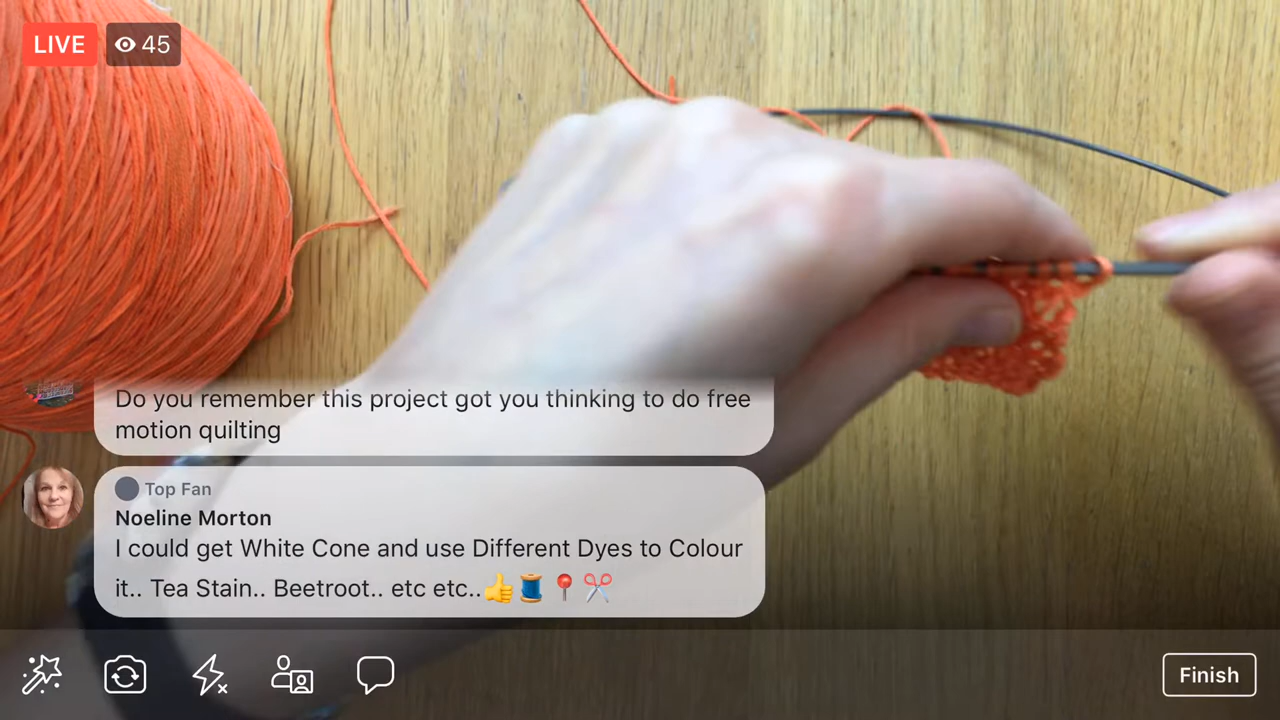 LIVE 45
Do you remember this project got you thinking to do free
motion quilting
Top Fan
Noeline Morton
I could get White Cone and use Different Dyes to Colour
it.. Tea Stain.. Beetroot.. etc etc..👍🧵📍✂️
Finish